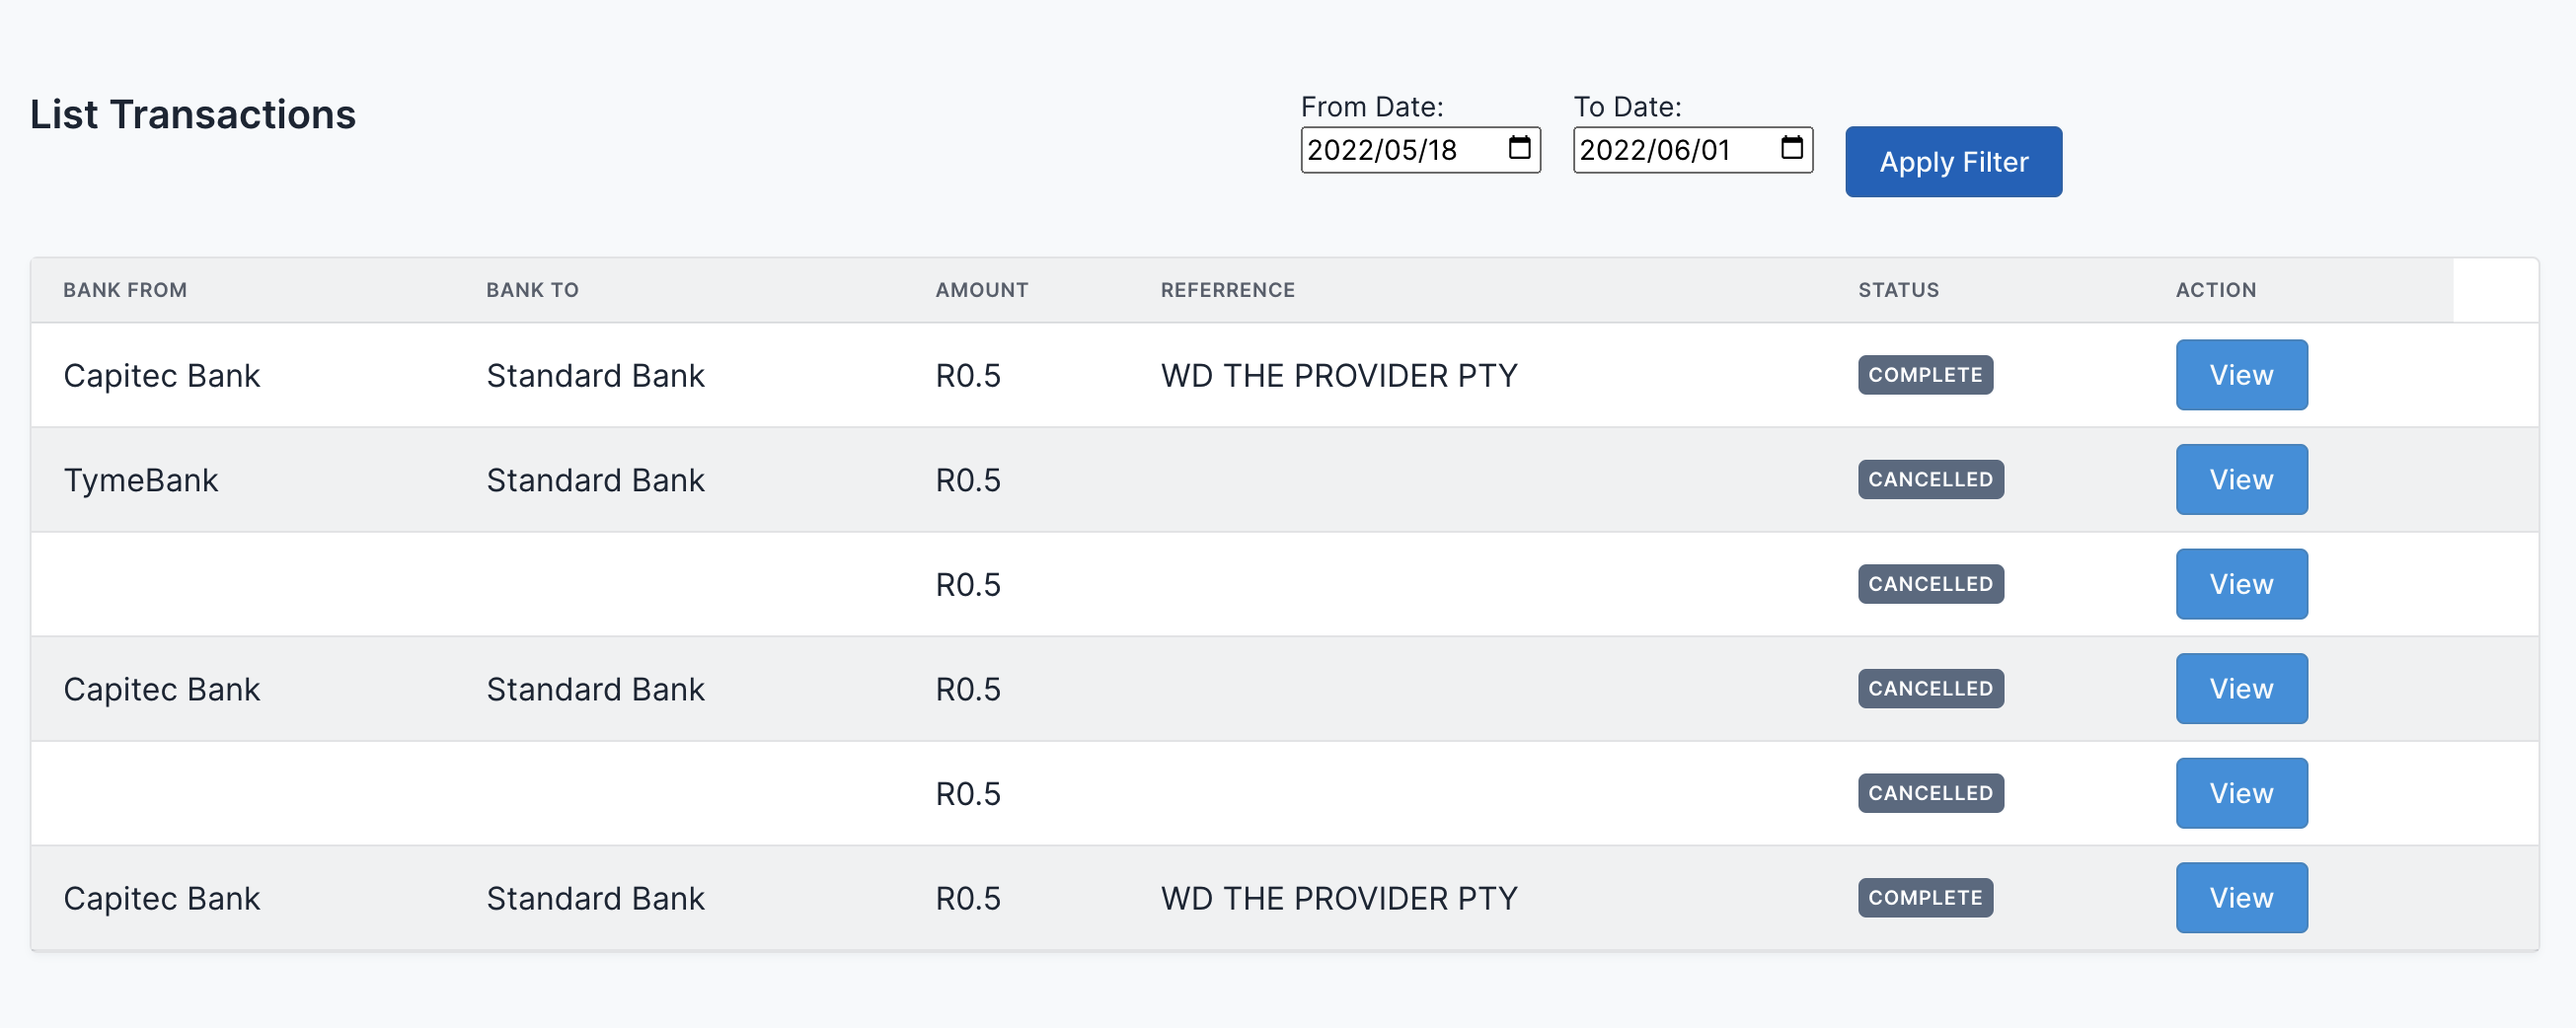 List Transactions
From Date: To Date:
2022/05/18 2022/06/01 Apply Filter
BANK FROM BANK TO AMOUNT REFERRENCE STATUS ACTION
Capitec Bank Standard Bank R0.5 WD THE PROVIDER PTY COMPLETE View
TymeBank Standard Bank R0.5 CANCELLED View
R0.5 CANCELLED View
Capitec Bank Standard Bank R0.5 CANCELLED View
R0.5 CANCELLED View
Capitec Bank Standard Bank R0.5 WD THE PROVIDER PTY COMPLETE View